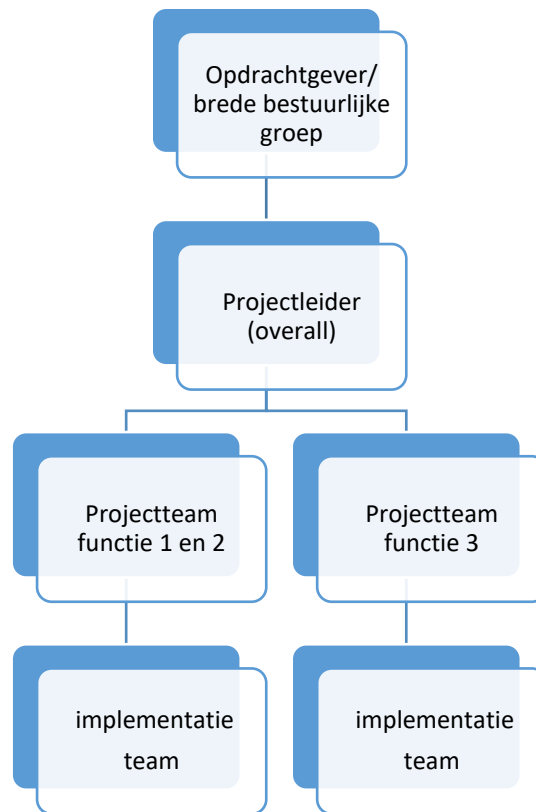 Opdrachtgever/
brede bestuurlijke
groep
Projectleider
(overall)
Projectteam
functie 1 en 2
Projectteam
functie 3
implementatie
team
implementatie
team